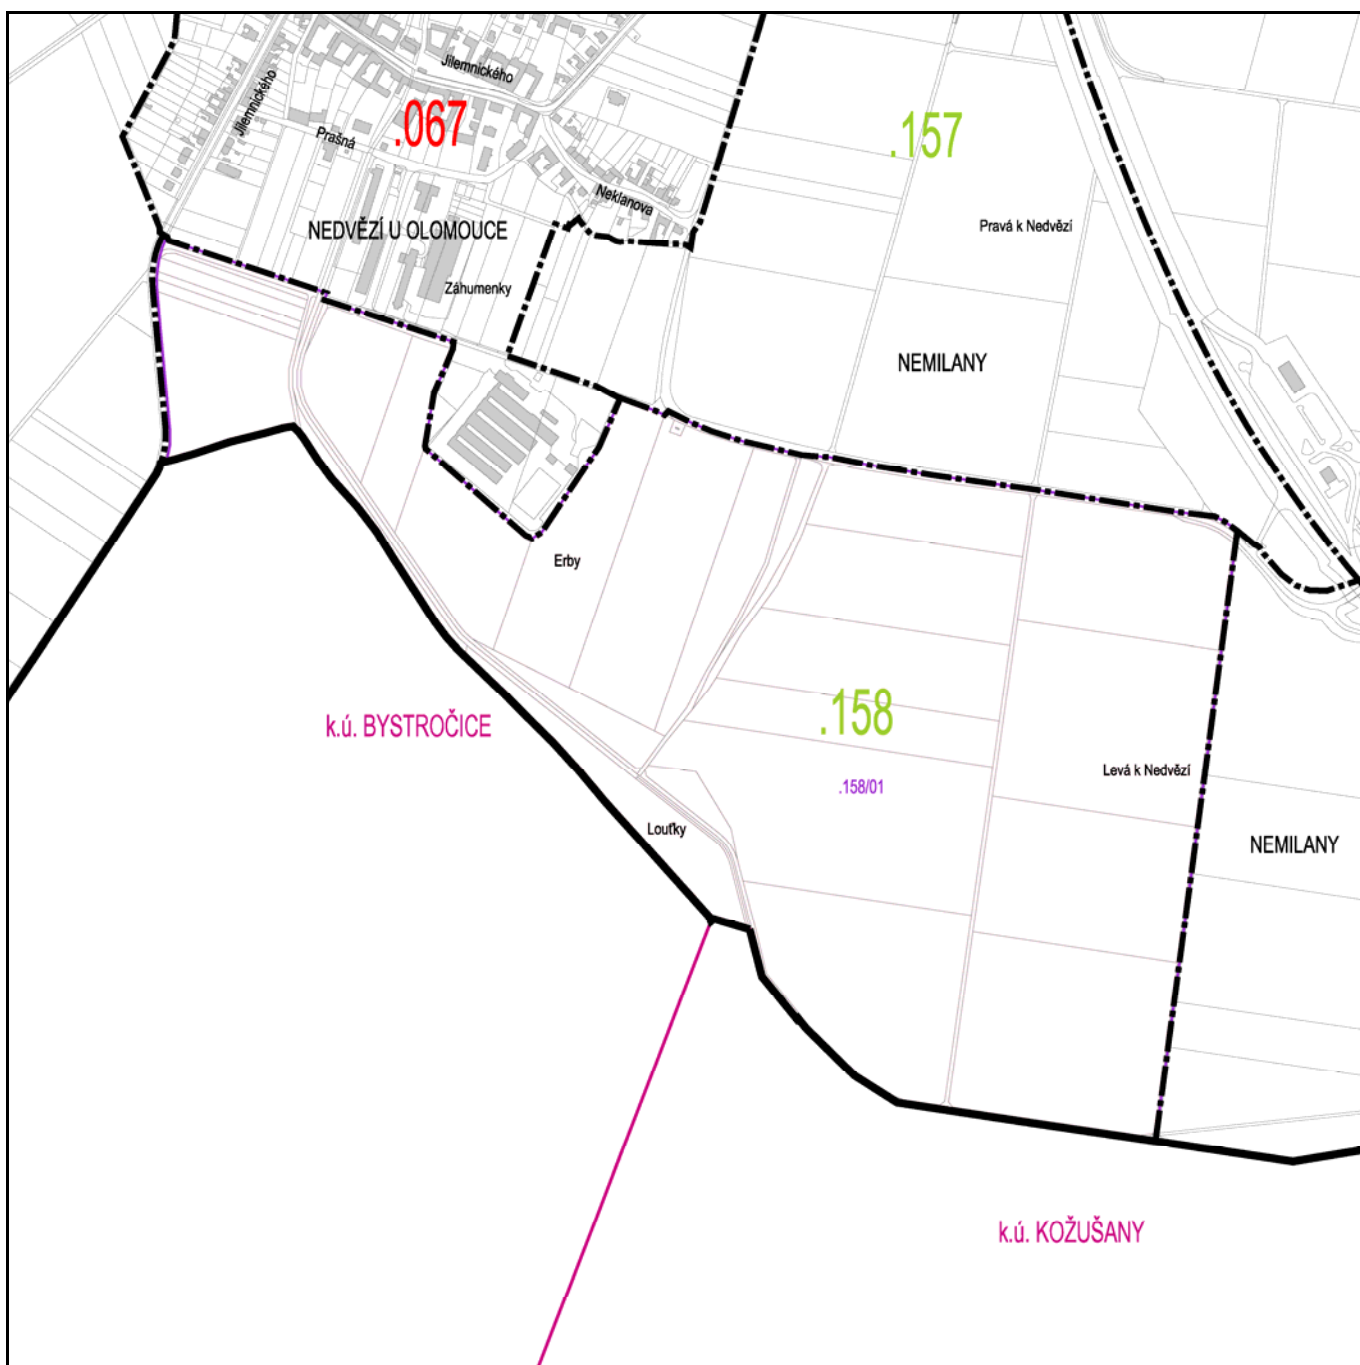 Jilemnického
Jilemnického
.067
Prašná
.157
Neklanova
NEDVĚZÍ U OLOMOUCE
Pravá k Nedvězí
Záhumenky
NEMILANY
Erby
.158
k.ú. BYSTROČICE
Levá k Nedvězí
.158/01
Louťky
NEMILANY
k.ú. KOŽUŠANY